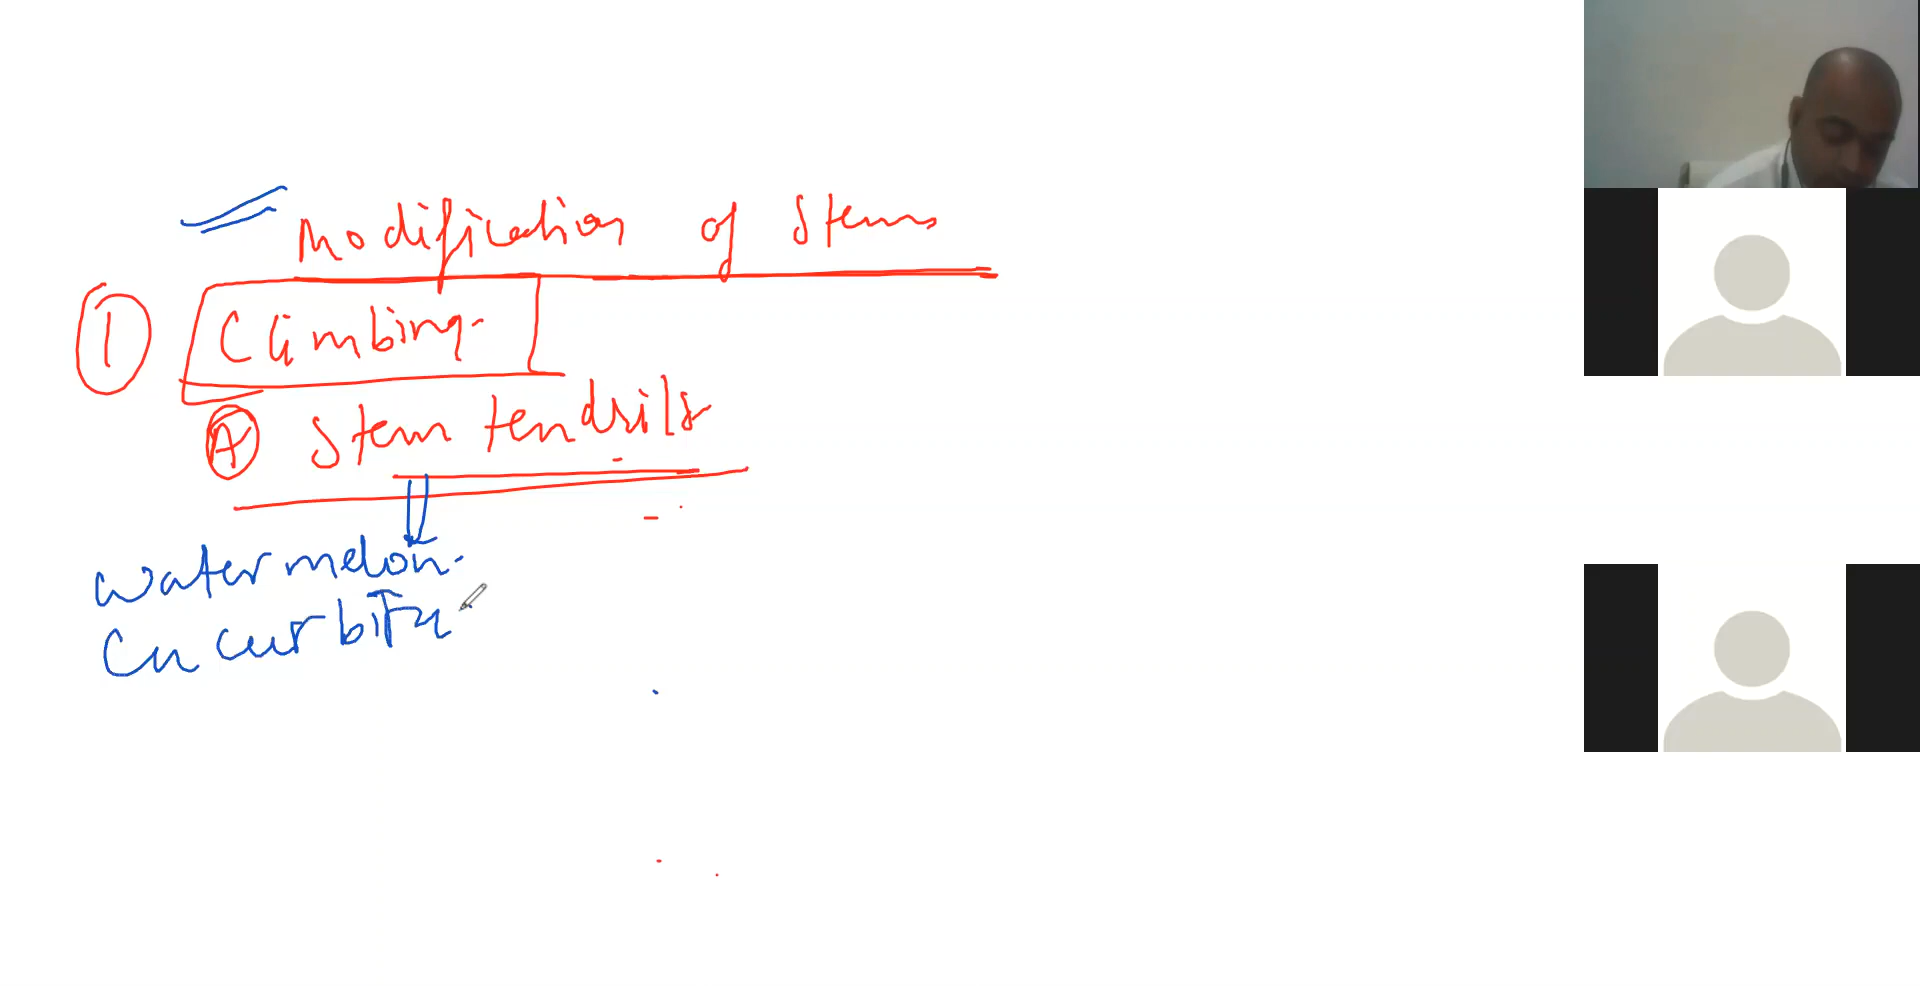 Modification of Stems
1 Climbing-
A Stem tendrils
watermelon-
Cucurbita